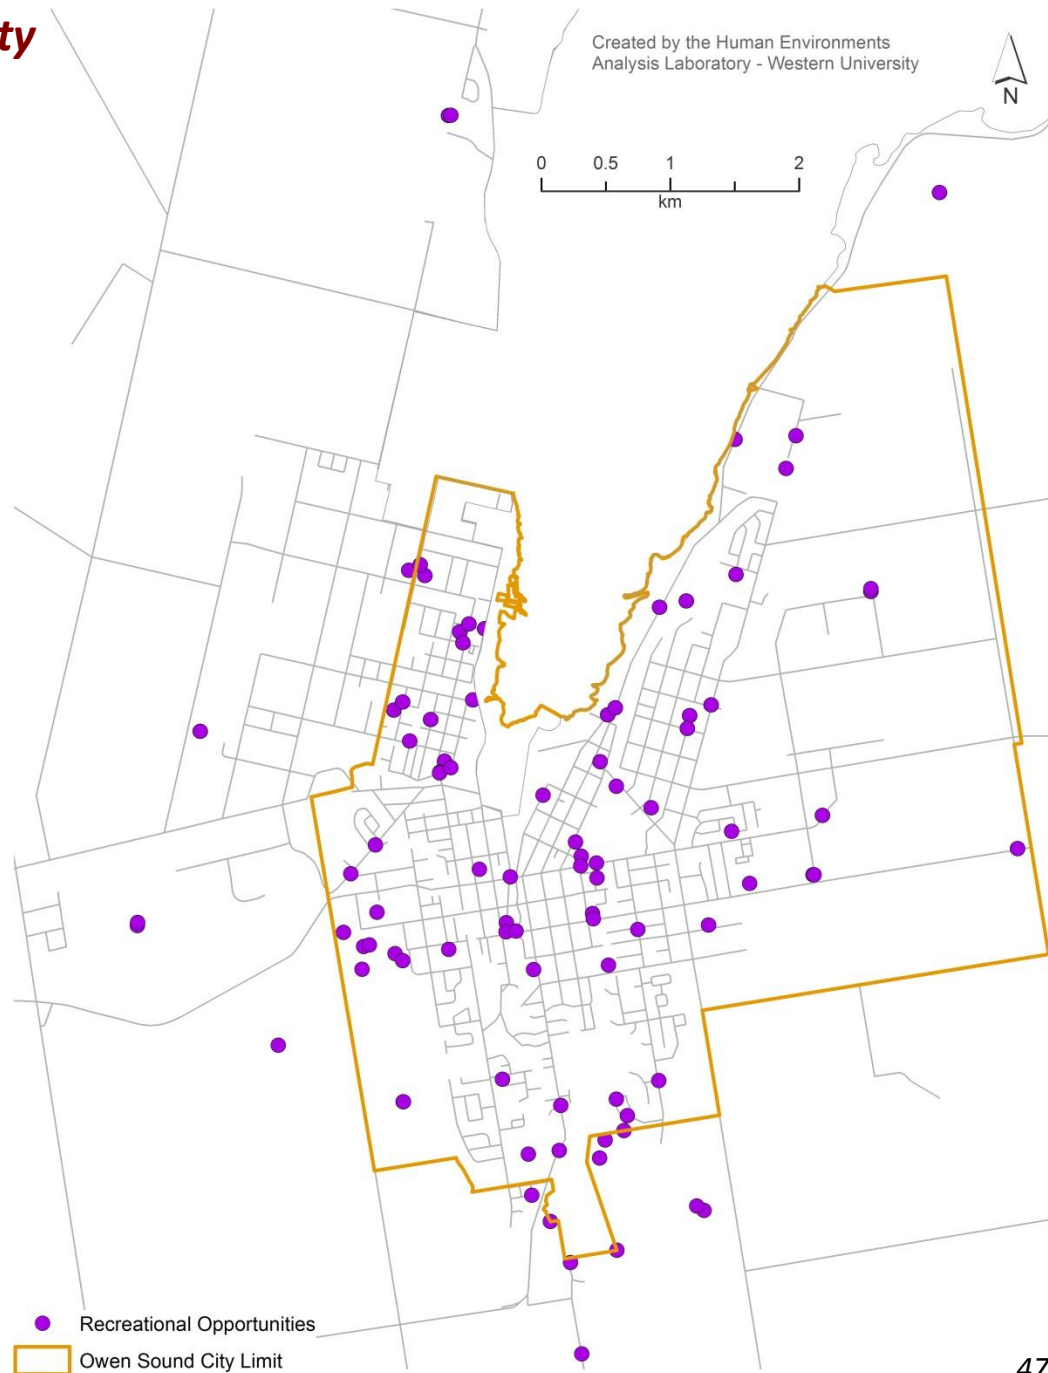 ty
Created by the Human Environments
Analysis Laboratory - Western University
N
0 0.5 1 2
km
Recreational Opportunities
Owen Sound City Limit
47